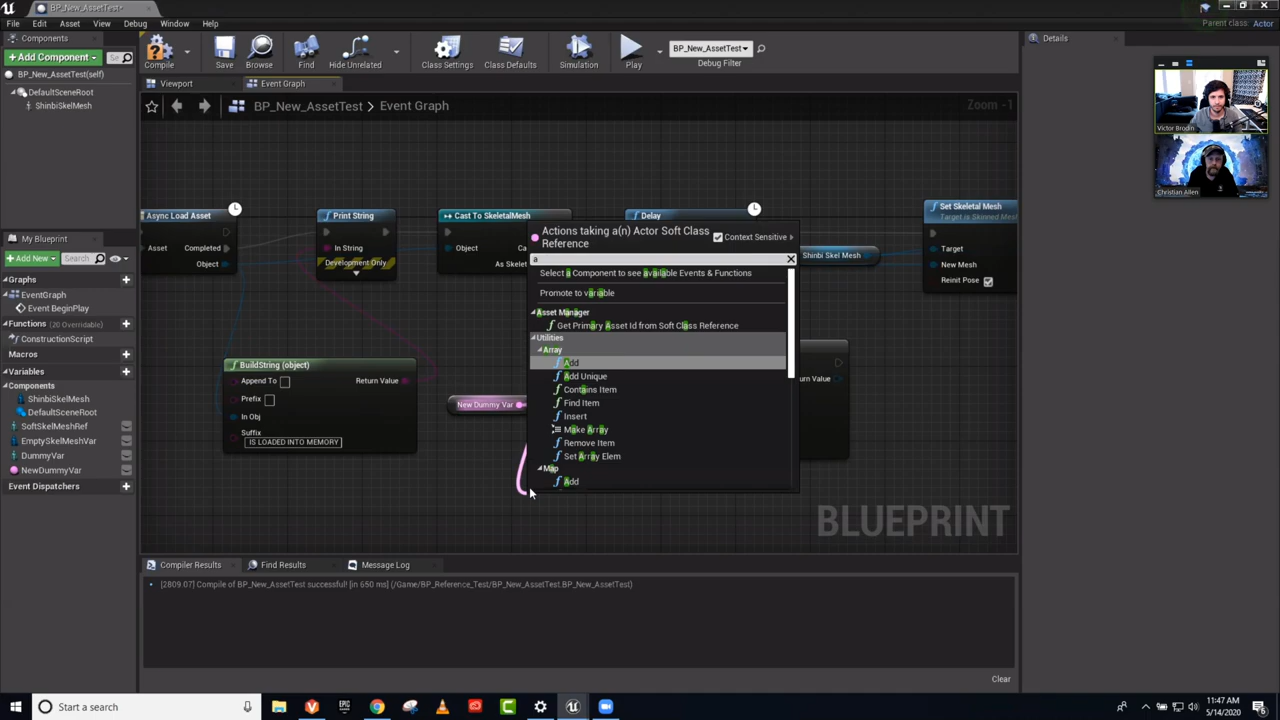 BP_New_AssetTest*
File Edit Asset View Debug Window Help
Parent class: Actor
Components
Details
+Add Component
BP_New_AssetTest(self)
DefaultSceneRoot
ShinbiSkelMesh
Compile Save Browse Find Hide Unrelated Class Settings Class Defaults Simulation Play
BP_New_AssetTest
Debug Filter
Viewport
Event Graph
BP_New_AssetTest > Event Graph
Zoom -1
Victor Brodin
Christian Allen
Async Load Asset
Asset Completed
Object
Print String
In String
Development Only
Cast To SkeletalMesh
Object
As Skele
Delay
Shinbi Skel Mesh
Set Skeletal Mesh
Target is Skinned Mesh
Target
New Mesh
Reinit Pose
Actions taking a(n) Actor Soft Class Reference
Context Sensitive
a
Select a Component to see available Events & Functions
Promote to variable
Asset Manager
Get Primary Asset Id from Soft Class Reference
Utilities
Array
Add
Add Unique
Contains Item
Find Item
Insert
Make Array
Remove Item
Set Array Elem
Map
Add
BuildString (object)
Append To
Return Value
Prefix
In Obj
Suffix
IS LOADED INTO MEMORY
New Dummy Var
BLUEPRINT
My Blueprint
+Add New
Graphs
EventGraph
Event BeginPlay
Functions (20 Overridable)
ConstructionScript
Macros
Variables
Components
ShinbiSkelMesh
DefaultSceneRoot
SoftSkelMeshRef
EmptySkelMeshVar
DummyVar
NewDummyVar
Event Dispatchers
Compiler Results
Find Results
Message Log
[2809.07] Compile of BP_New_AssetTest successful! [in 650 ms] (/Game/BP_Reference_Test/BP_New_AssetTest.BP_New_AssetTest)
Clear
Start a search
11:47 AM
5/14/2020